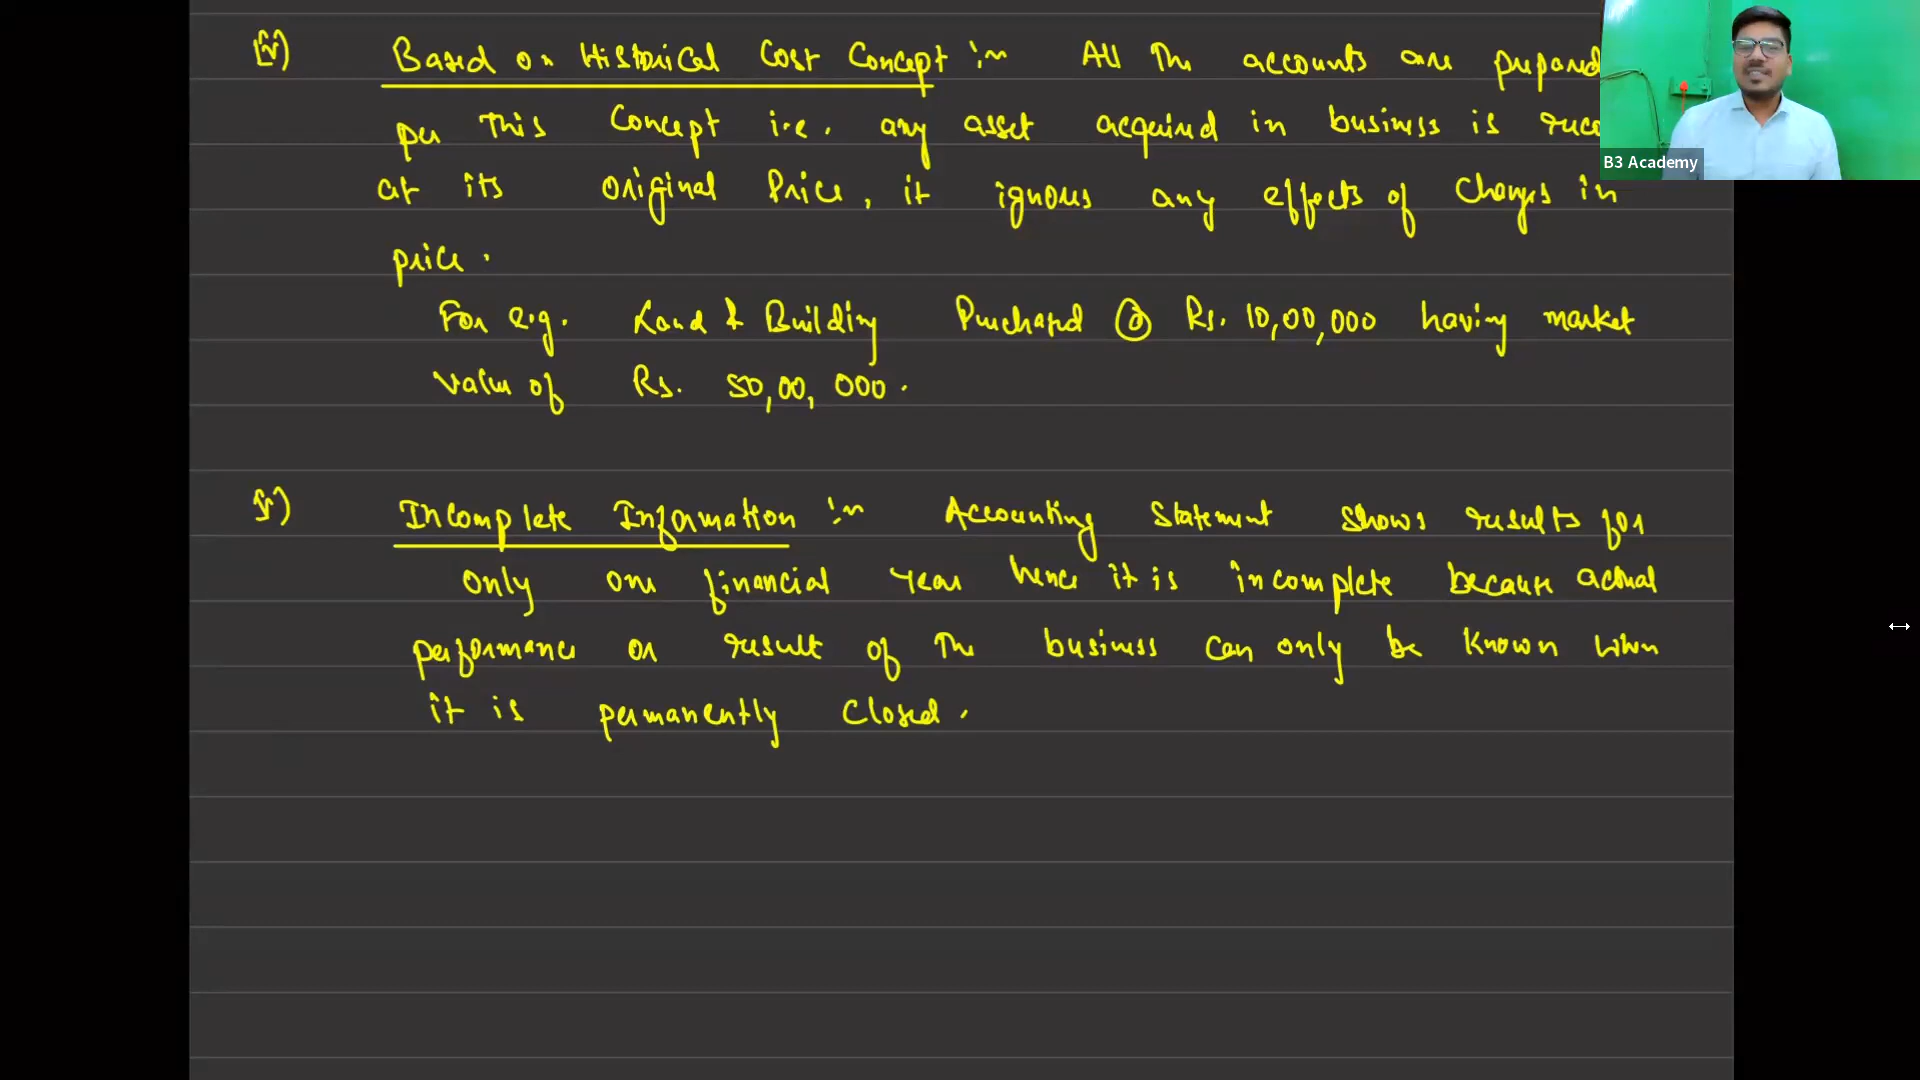 iv) Based on Historical Cost Concept :~ All the accounts are prepared
per this Concept i.e. any asset acquired in business is reco
at its original Price, it ignores any effects of changes in
price.
For e.g. Land & Building Purchased @ Rs. 10,00,000 having market
value of Rs. 50,00,000.
v) Incomplete Information :~ Accounting Statement shows results for
only one financial year hence it is incomplete because actual
performance or result of the business can only be known when
it is permanently closed.
B3 Academy